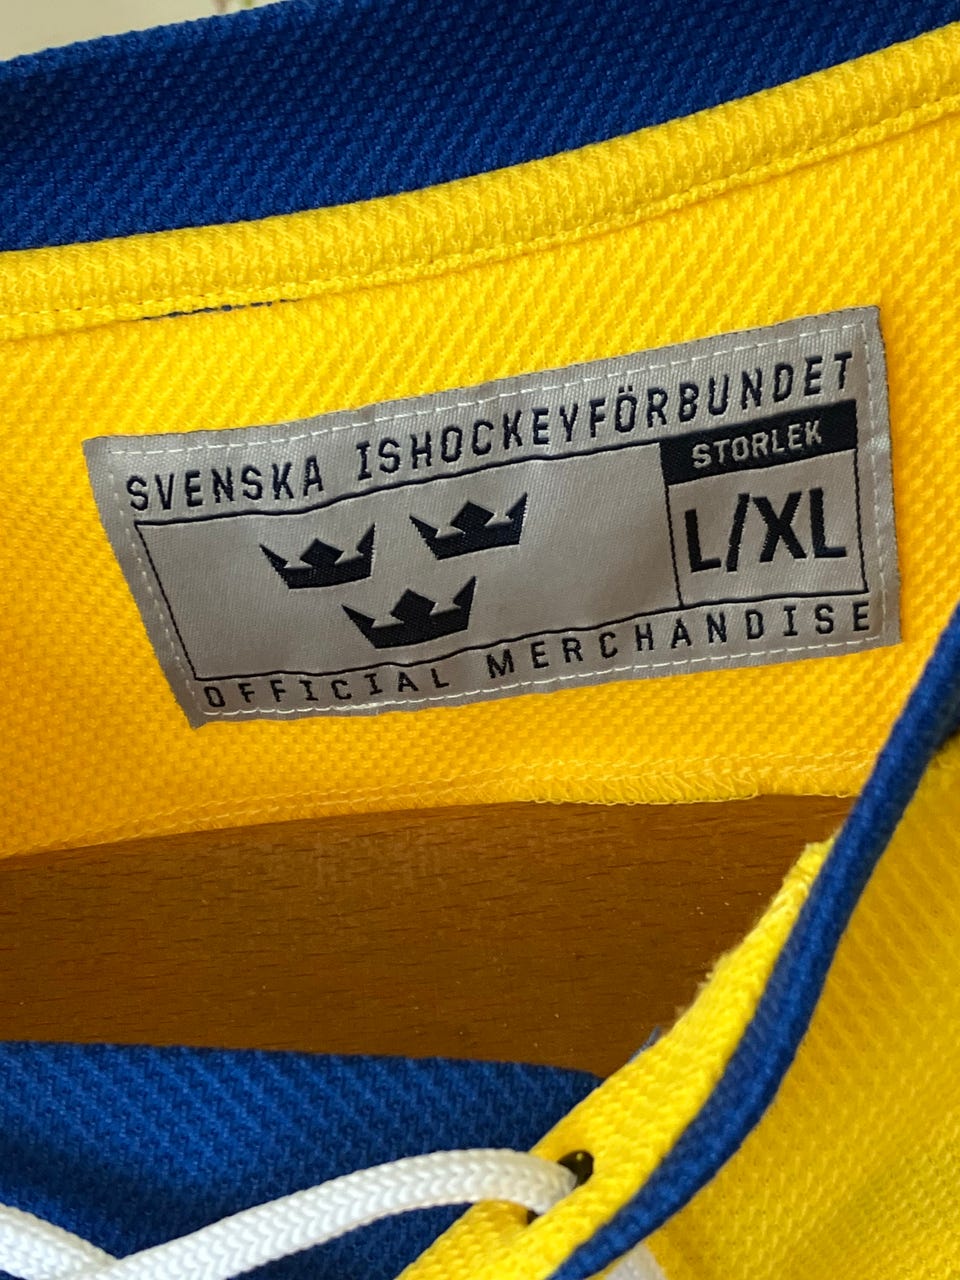 SVENSKA ISHOCKEYFÖRBUNDET
STORLEK
L/XL
OFFICIAL MERCHANDISE